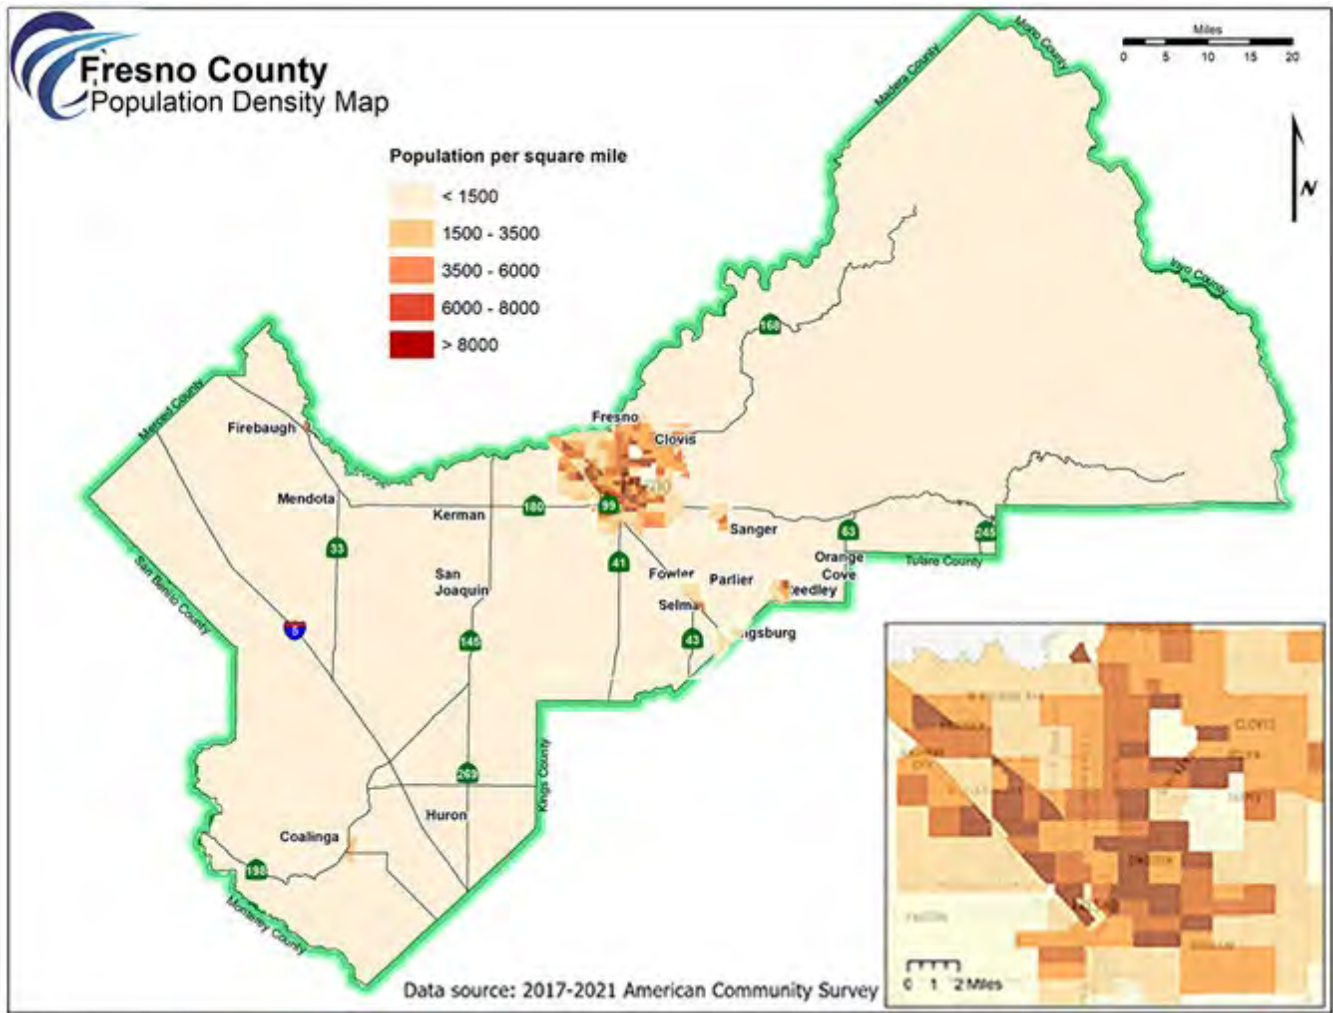 Fresno County
Population Density Map
Miles
0 5 10 15 20
N
Population per square mile
< 1500
1500 - 3500
3500 - 6000
6000 - 8000
> 8000
Madera County
Mono County
Inyo County
168
Merced County
Fresno
Clovis
Firebaugh
Mendota
Kerman
180
99
Sanger
63
245
33
41
Orange
Cove
Tulare County
San Benito County
San
Joaquin
Fowler
Parlier
Reedley
Selma
5
145
43
ngsburg
Kings County
269
Huron
Coalinga
198
Monterey County
CLOVIS
0 1 2 Miles
Data source: 2017-2021 American Community Survey